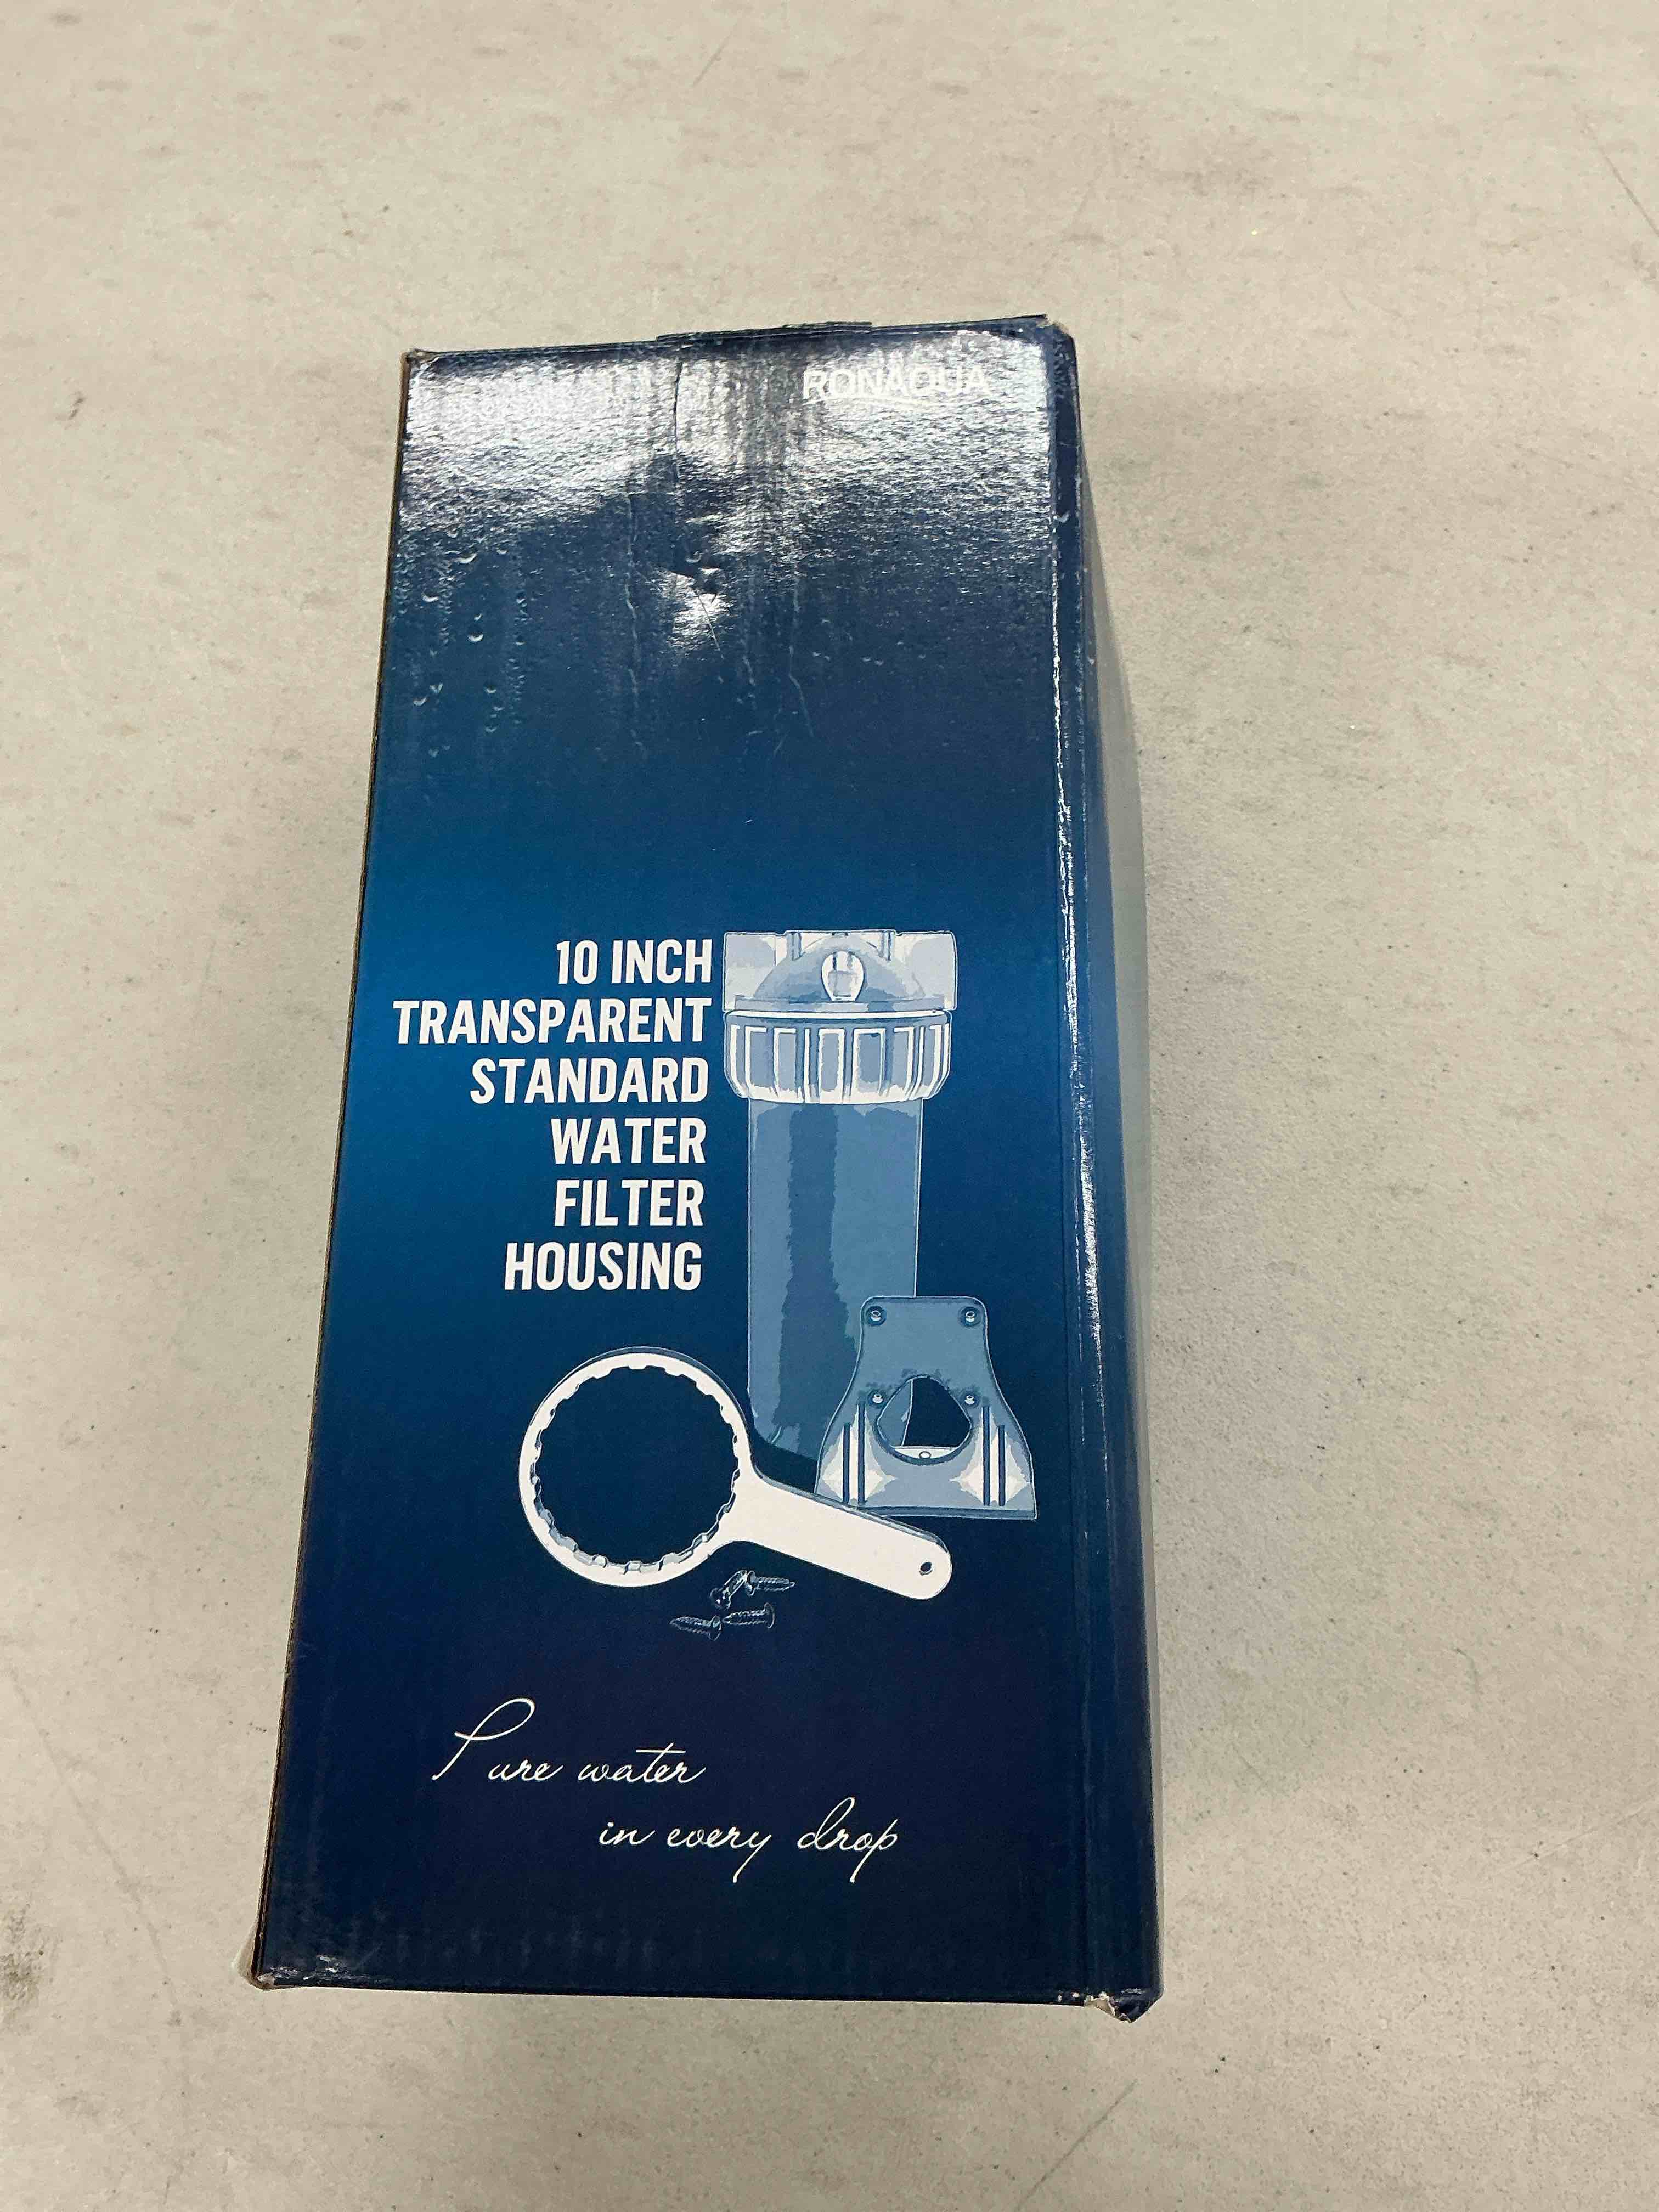 RONAQUA
10 INCH
TRANSPARENT
STANDARD
WATER
FILTER
HOUSING
Pure water
in every drop